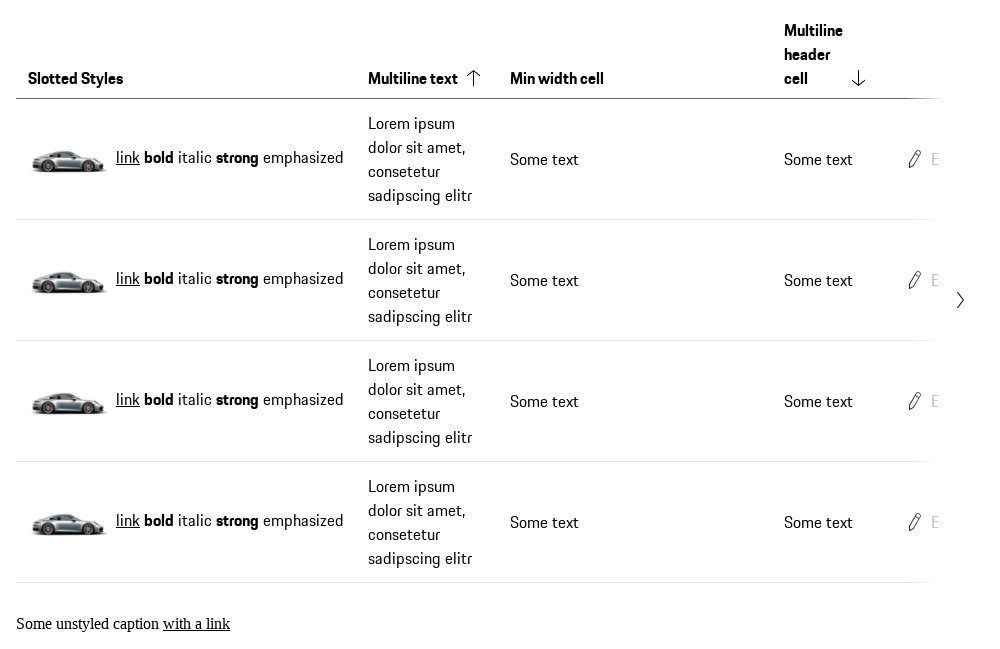 Slotted Styles Multiline text Min width cell Multiline
header
cell
link bold italic strong emphasized
Lorem ipsum
dolor sit amet,
consetetur
sadipscing elitr
Some text
Some text
link bold italic strong emphasized
Lorem ipsum
dolor sit amet,
consetetur
sadipscing elitr
Some text
Some text
link bold italic strong emphasized
Lorem ipsum
dolor sit amet,
consetetur
sadipscing elitr
Some text
Some text
link bold italic strong emphasized
Lorem ipsum
dolor sit amet,
consetetur
sadipscing elitr
Some text
Some text
Some unstyled caption with a link